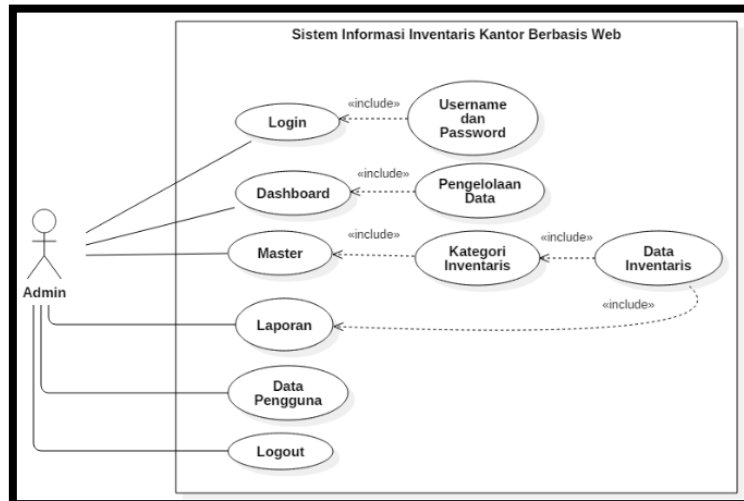 Sistem Informasi Inventaris Kantor Berbasis Web
Login
«include»
Username
dan
Password
Dashboard
«include»
Pengelolaan
Data
Admin
Master
«include»
Kategori
Inventaris
«include»
Data
Inventaris
«include»
Laporan
Data
Pengguna
Logout